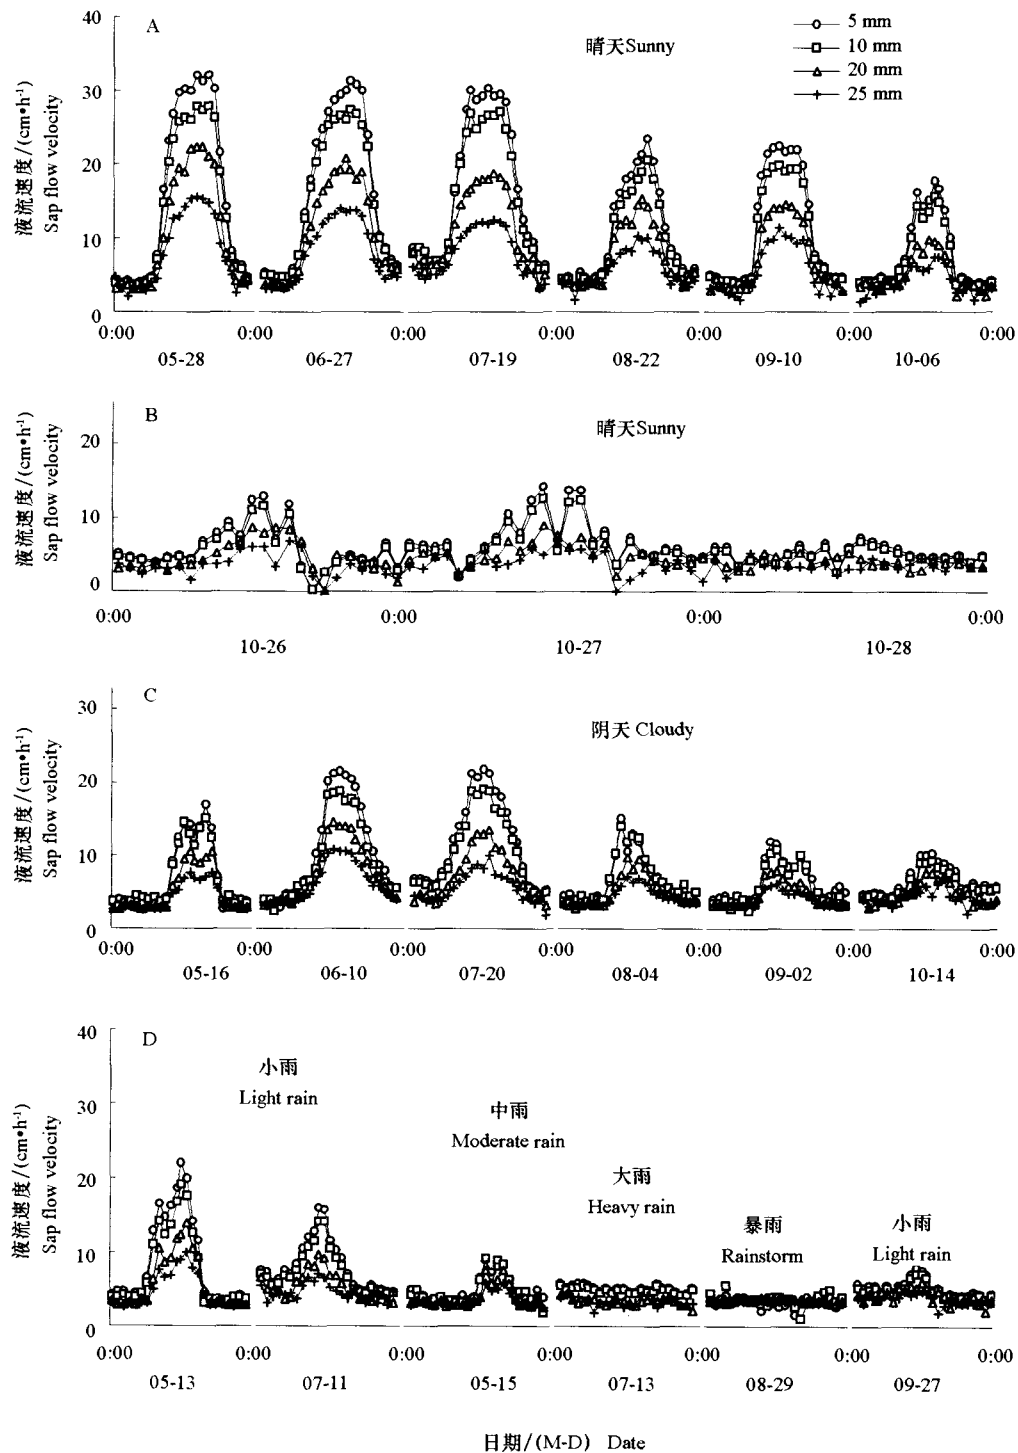 40
A
晴天Sunny
5 mm
10 mm
20 mm
25 mm
30
20
10
0
液流速度/(cm•h⁻¹)
Sap flow velocity
0:00 0:00 0:00 0:00 0:00 0:00 0:00
05-28 06-27 07-19 08-22 09-10 10-06
B
晴天Sunny
20
10
0
液流速度/(cm•h⁻¹)
Sap flow velocity
0:00 0:00 0:00 0:00
10-26 10-27 10-28
C
阴天 Cloudy
30
20
10
0
液流速度/(cm•h⁻¹)
Sap flow velocity
0:00 0:00 0:00 0:00 0:00 0:00 0:00
05-16 06-10 07-20 08-04 09-02 10-14
40
D
小雨
Light rain
30
中雨
Moderate rain
20
大雨
Heavy rain
暴雨
Rainstorm
小雨
Light rain
10
0
液流速度/(cm•h⁻¹)
Sap flow velocity
0:00 0:00 0:00 0:00 0:00 0:00 0:00
05-13 07-11 05-15 07-13 08-29 09-27
日期/(M-D) Date